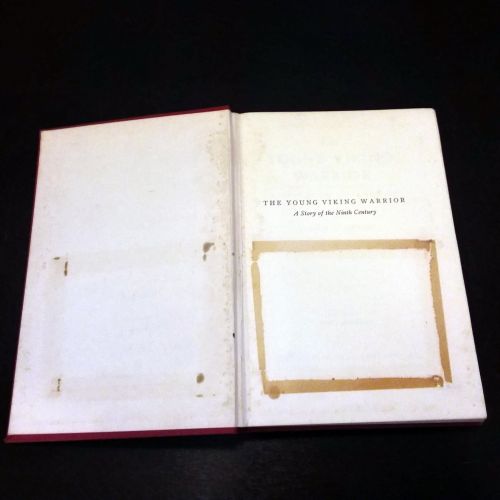 THE YOUNG VIKING WARRIOR
A Story of the Ninth Century